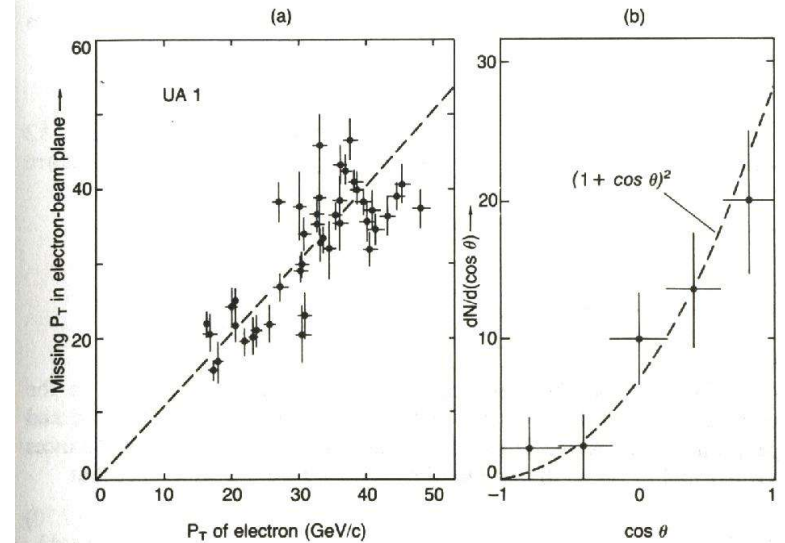 (a)
60
UA 1
40
20
0
Missing P_T in electron-beam plane →
0 10 20 30 40 50
P_T of electron (GeV/c)
(b)
30
(1 + cos θ)²
20
10
0
dN/d(cos θ) →
−1 0 1
cos θ